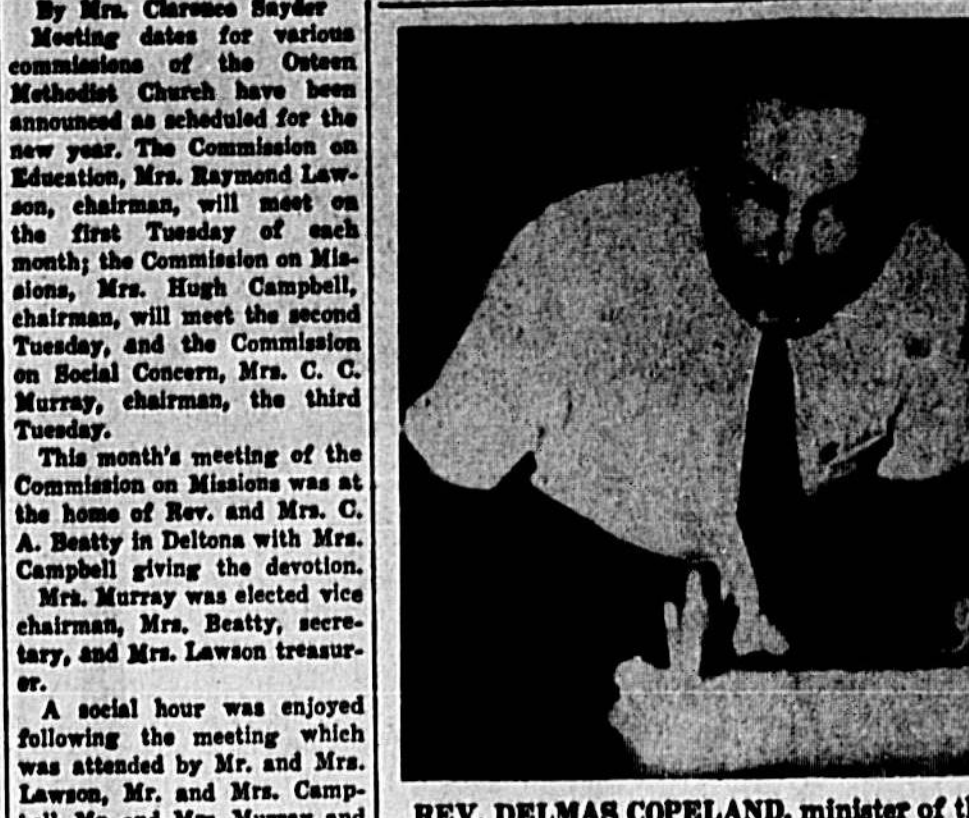 By Mrs. Clarence Snyder
Meeting dates for various
commissions of the Osteen
Methodist Church have been
announced as scheduled for the
new year. The Commission on
Education, Mrs. Raymond Law-
son, chairman, will meet on
the first Tuesday of each
month; the Commission on Mis-
sions, Mrs. Hugh Campbell,
chairman, will meet the second
Tuesday, and the Commission
on Social Concern, Mrs. C. C.
Murray, chairman, the third
Tuesday.
This month's meeting of the
Commission on Missions was at
the home of Rev. and Mrs. C.
A. Beatty in Deltona with Mrs.
Campbell giving the devotion.
Mrs. Murray was elected vice
chairman, Mrs. Beatty, secre-
tary, and Mrs. Lawson treasur-
er.
A social hour was enjoyed
following the meeting which
was attended by Mr. and Mrs.
Lawson, Mr. and Mrs. Camp-
REV. DELMAS COPELAND, minister of